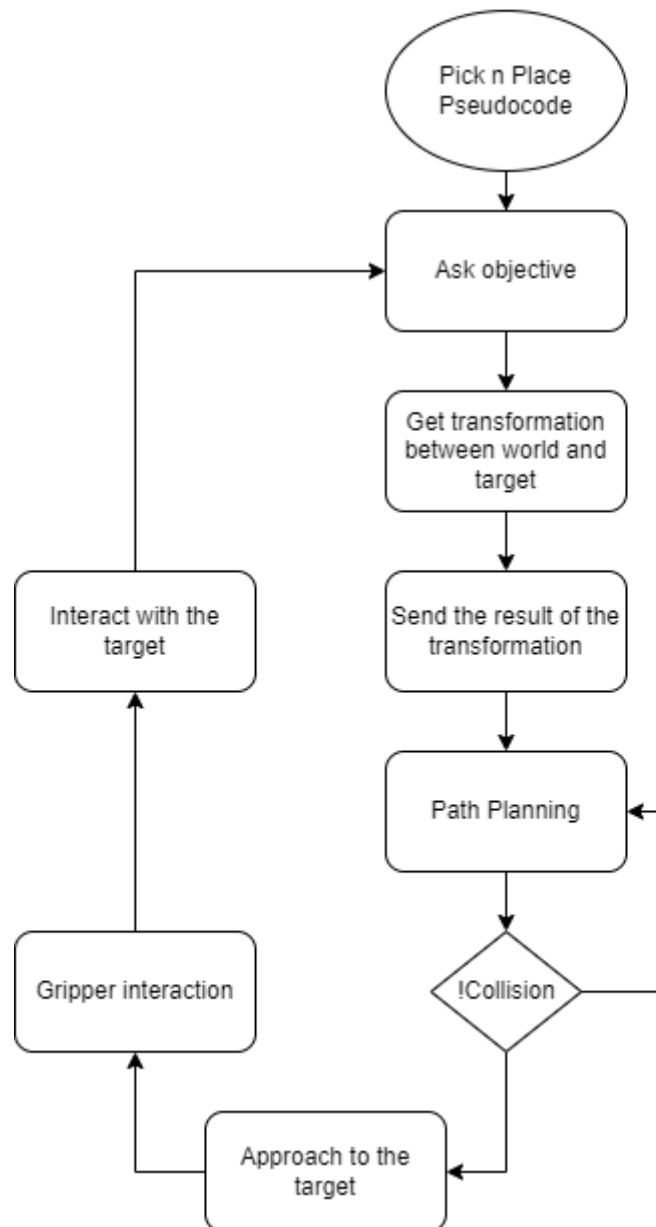 Pick n Place
Pseudocode
Ask objective
Get transformation
between world and
target
Send the result of the
transformation
Path Planning
!Collision
Approach to the
target
Gripper interaction
Interact with the
target